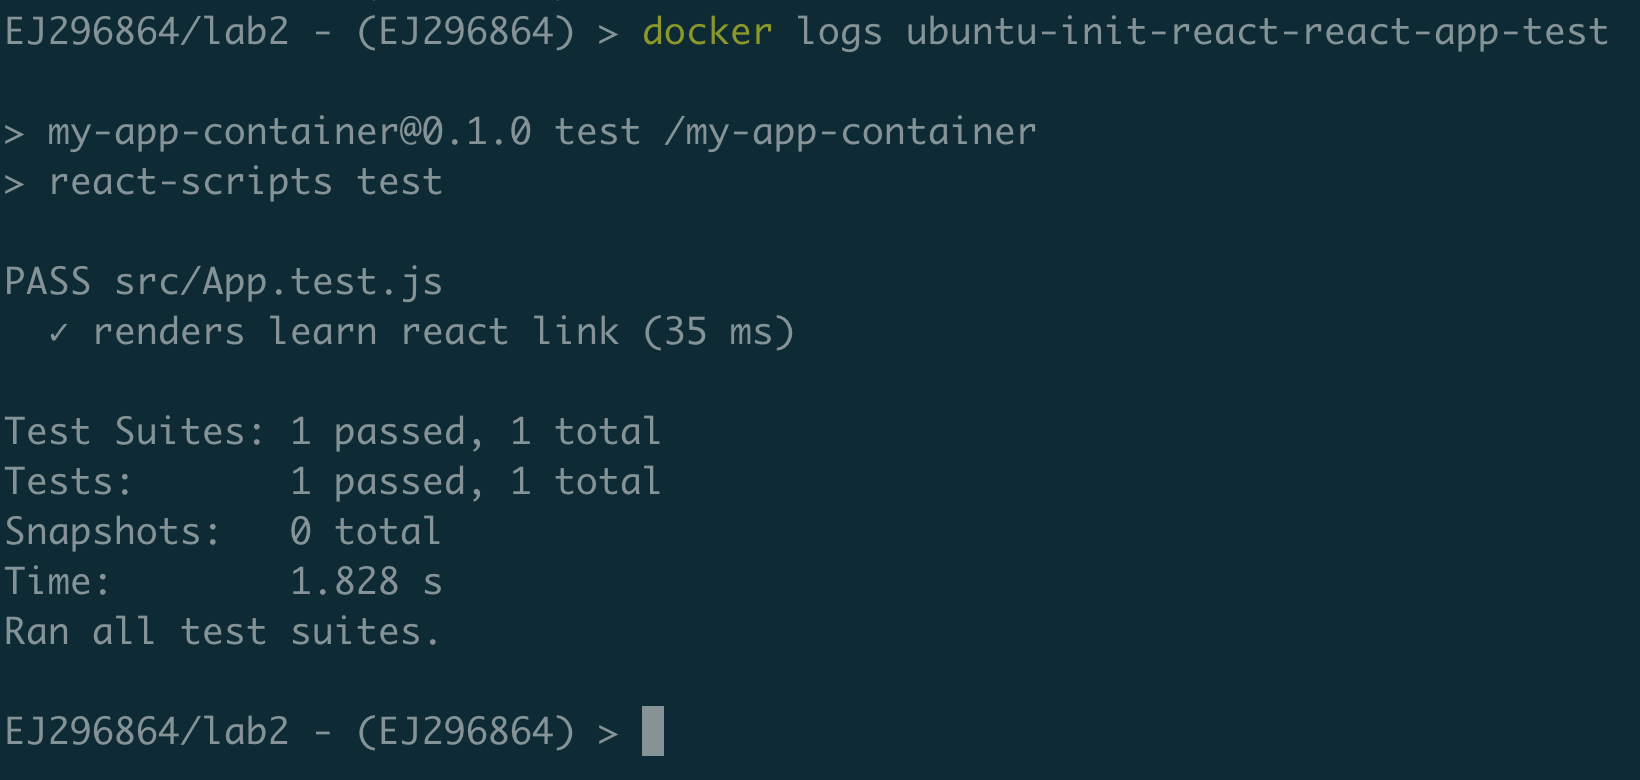 EJ296864/lab2 - (EJ296864) > docker logs ubuntu-init-react-react-app-test
> my-app-container@0.1.0 test /my-app-container
> react-scripts test
PASS src/App.test.js
✓ renders learn react link (35 ms)
Test Suites: 1 passed, 1 total
Tests:       1 passed, 1 total
Snapshots:   0 total
Time:        1.828 s
Ran all test suites.
EJ296864/lab2 - (EJ296864) >